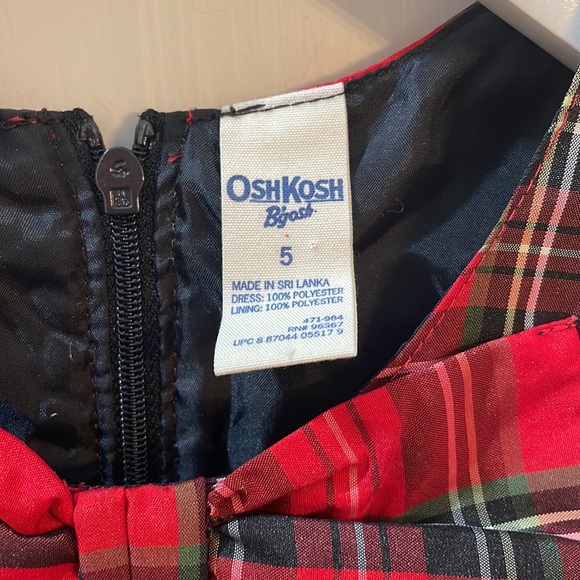 OSHKOSH
B'gosh
5
MADE IN SRI LANKA
DRESS: 100% POLYESTER
LINING: 100% POLYESTER
471-984
RN# 96367
UPC 8 87044 05517 9